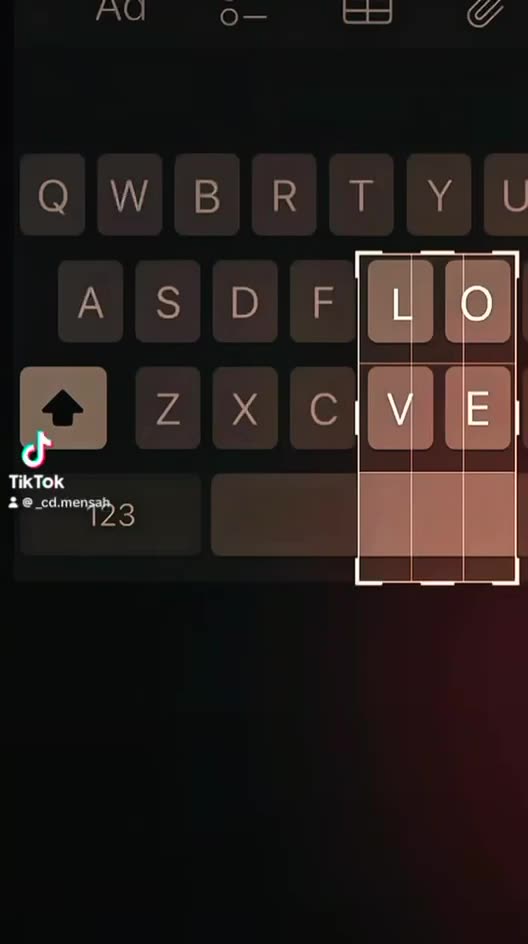 Aa
Q W B R T Y U
A S D F L O
Z X C V E
TikTok
@_cd.mensah
123